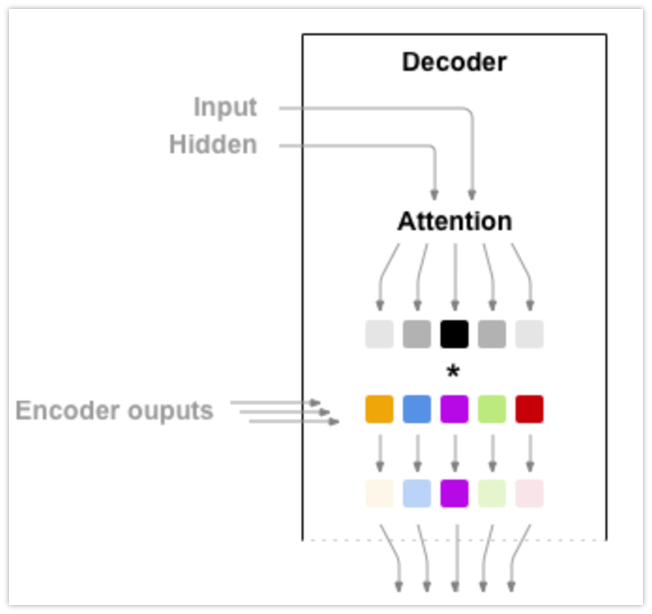 Decoder
Input
Hidden
Attention
*
Encoder ouputs